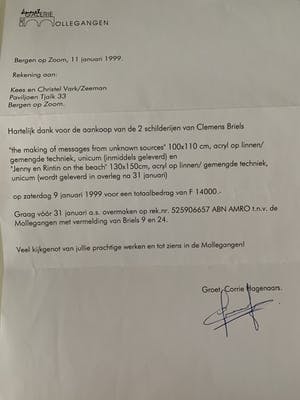 kunst
GALERIE
MOLLEGANGEN
Bergen op Zoom, 11 januari 1999.
Rekening aan:
Kees en Christel Vark/Zeeman
Paviljoen Tjalk 33
Bergen op Zoom.
Hartelijk dank voor de aankoop van de 2 schilderijen van Clemens Briels
"the making of messages from unknown sources" 100x110 cm, acryl op linnen/
gemengde techniek, unicum (inmiddels geleverd) en
"Jenny en Rintin on the beach" 130x150cm, acryl op linnen/ gemengde techniek,
unicum (wordt geleverd in overleg na 31 januari)
op zaterdag 9 januari 1999 voor een totaalbedrag van F 14000.-
Graag vóór 31 januari a.s. overmaken op rek.nr. 525906657 ABN AMRO t.n.v. de
Mollegangen met vermelding van Briels 9 en 24.
Veel kijkgenot van jullie prachtige werken en tot ziens in de Mollegangen!
Groet, Corrie Hagenaars.